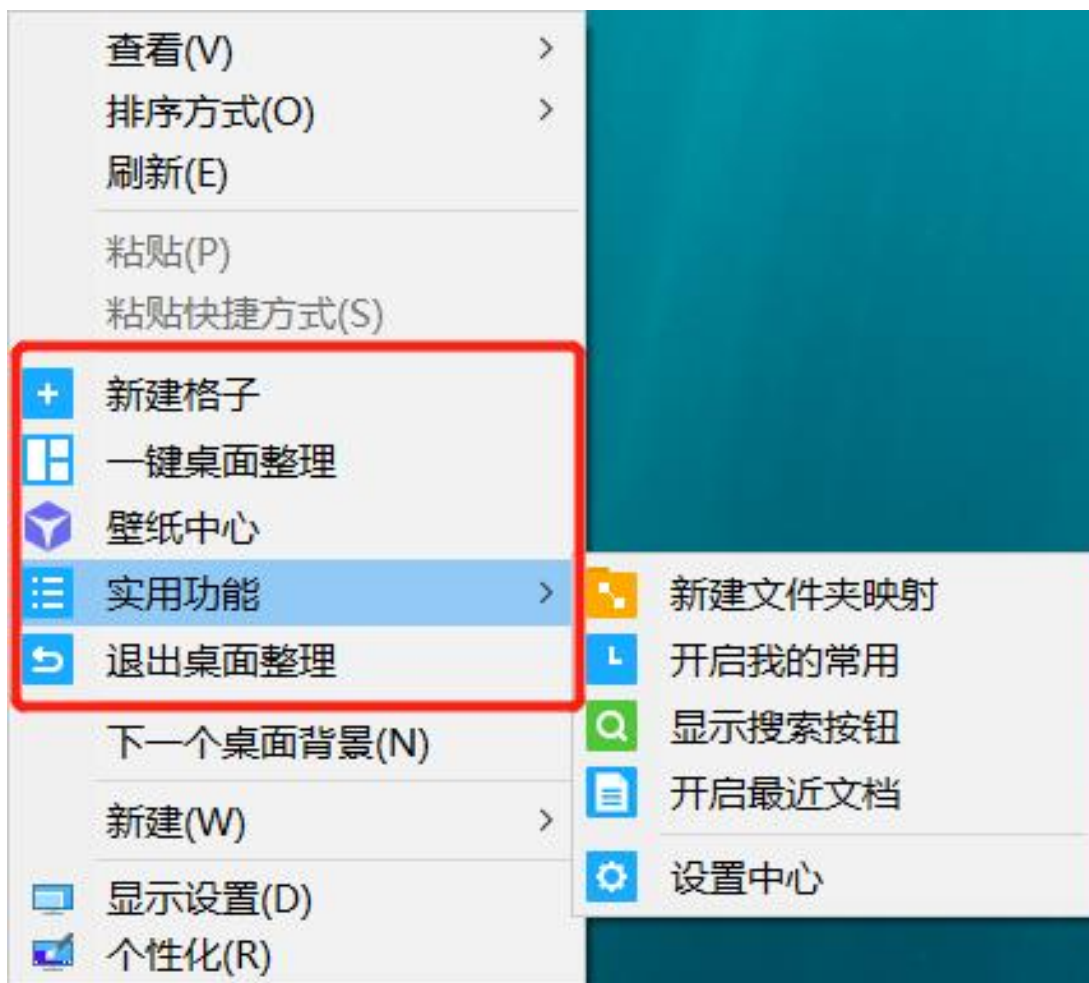 查看(V)
排序方式(O)
刷新(E)
粘贴(P)
粘贴快捷方式(S)
新建格子
一键桌面整理
壁纸中心
实用功能
退出桌面整理
下一个桌面背景(N)
新建(W)
显示设置(D)
个性化(R)
新建文件夹映射
开启我的常用
显示搜索按钮
开启最近文档
设置中心